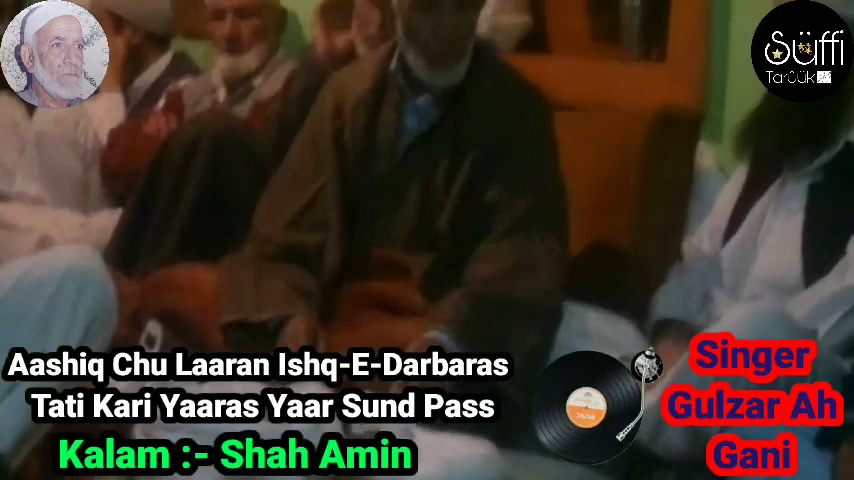 Süffi
Tarüük
Aashiq Chu Laaran Ishq-E-Darbaras
Tati Kari Yaaras Yaar Sund Pass
Kalam :- Shah Amin
Singer
Gulzar Ah
Gani